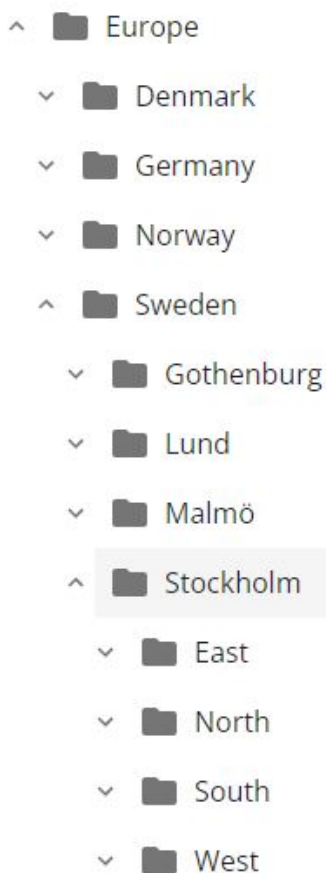 Europe
Denmark
Germany
Norway
Sweden
Gothenburg
Lund
Malmö
Stockholm
East
North
South
West